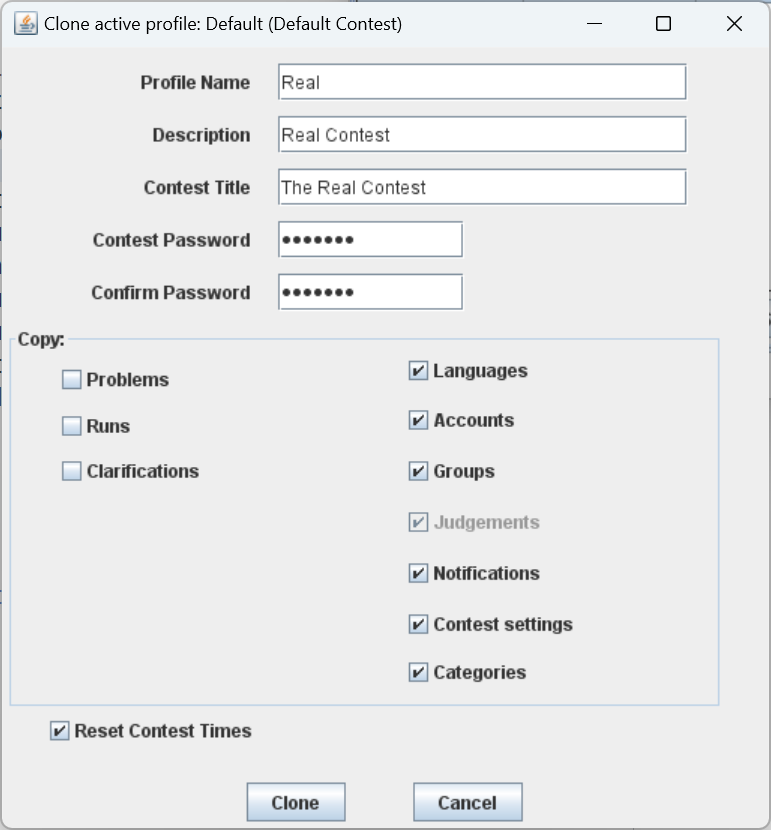 Clone active profile: Default (Default Contest)
Profile Name Real
Description Real Contest
Contest Title The Real Contest
Contest Password •••••••
Confirm Password •••••••
Copy:
Problems
Runs
Clarifications
Languages
Accounts
Groups
Judgements
Notifications
Contest settings
Categories
Reset Contest Times
Clone Cancel